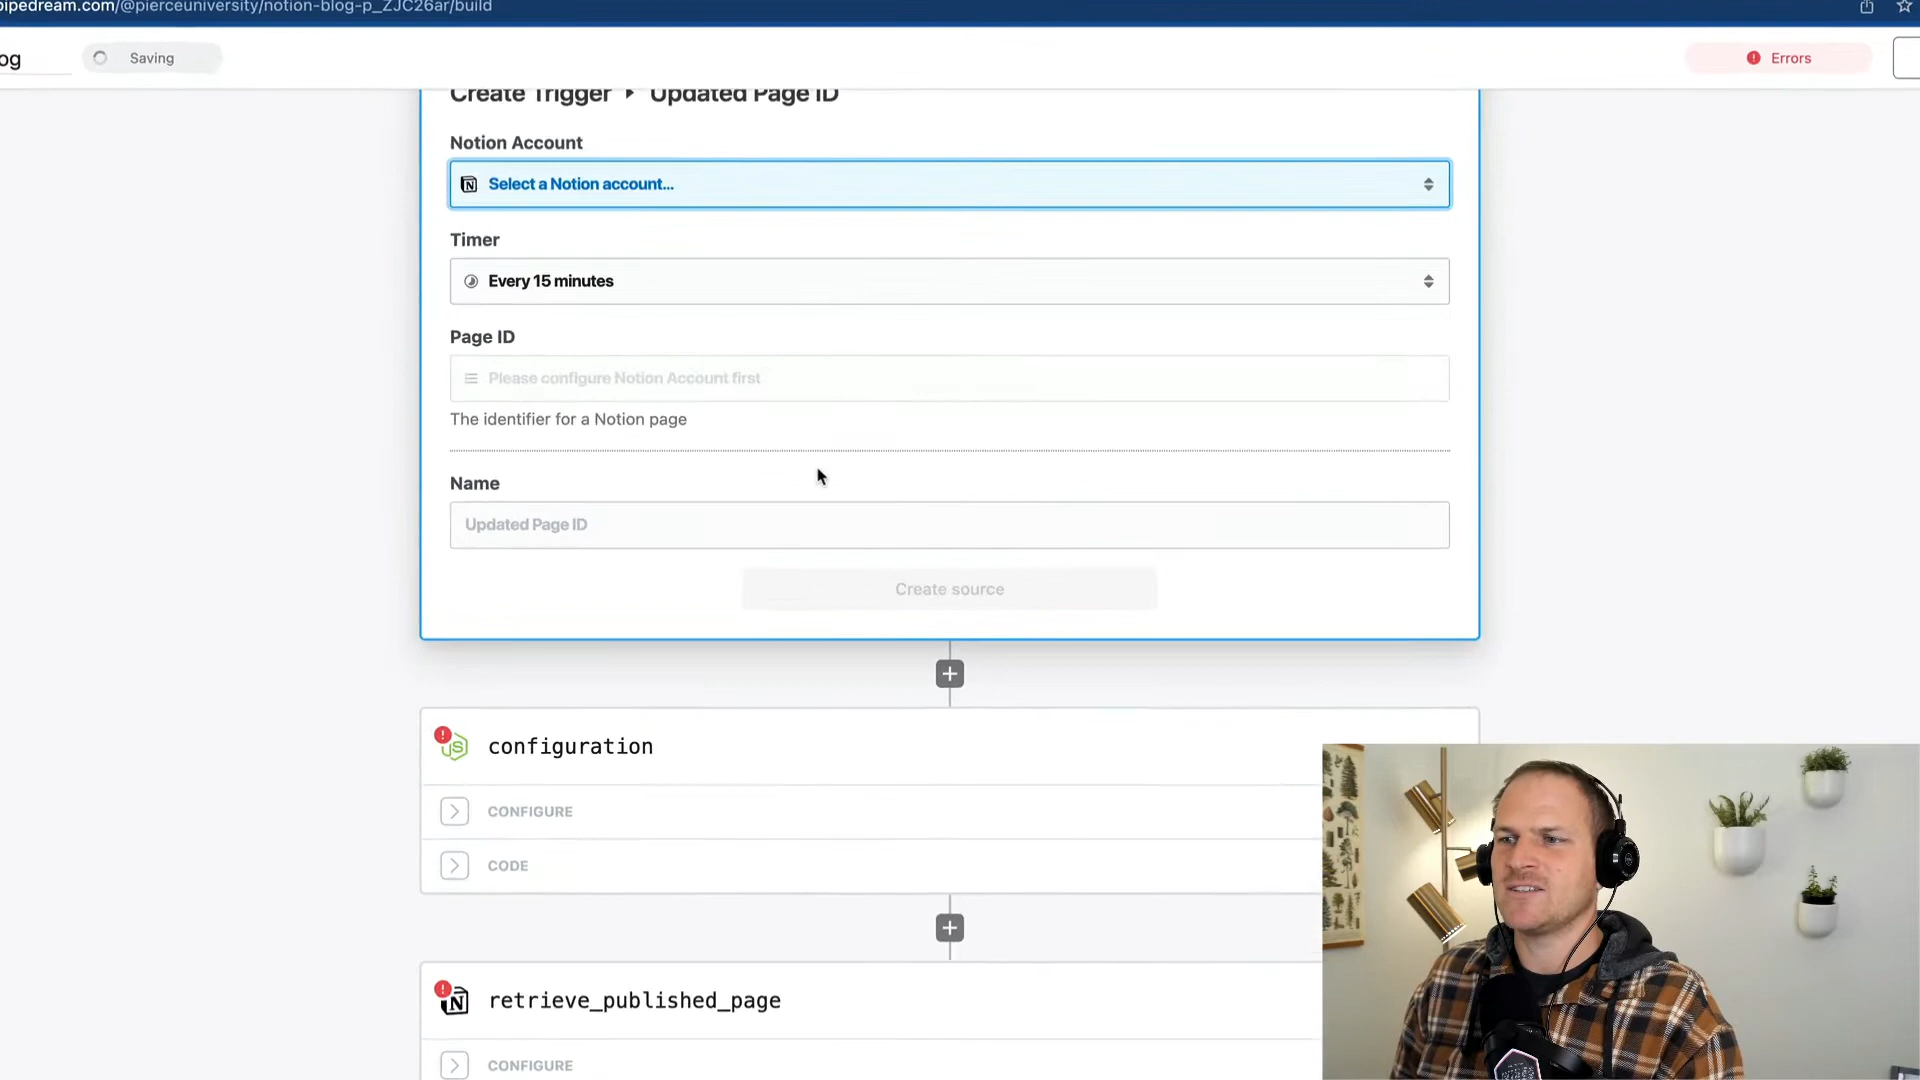 pipedream.com/@pierceuniversity/notion-blog-p_ZJC26ar/build
og
Saving
Errors
Create Trigger ▸ Updated Page ID
Notion Account
Select a Notion account...
Timer
Every 15 minutes
Page ID
Please configure Notion Account first
The identifier for a Notion page
Name
Updated Page ID
Create source
configuration
CONFIGURE
CODE
retrieve_published_page
CONFIGURE